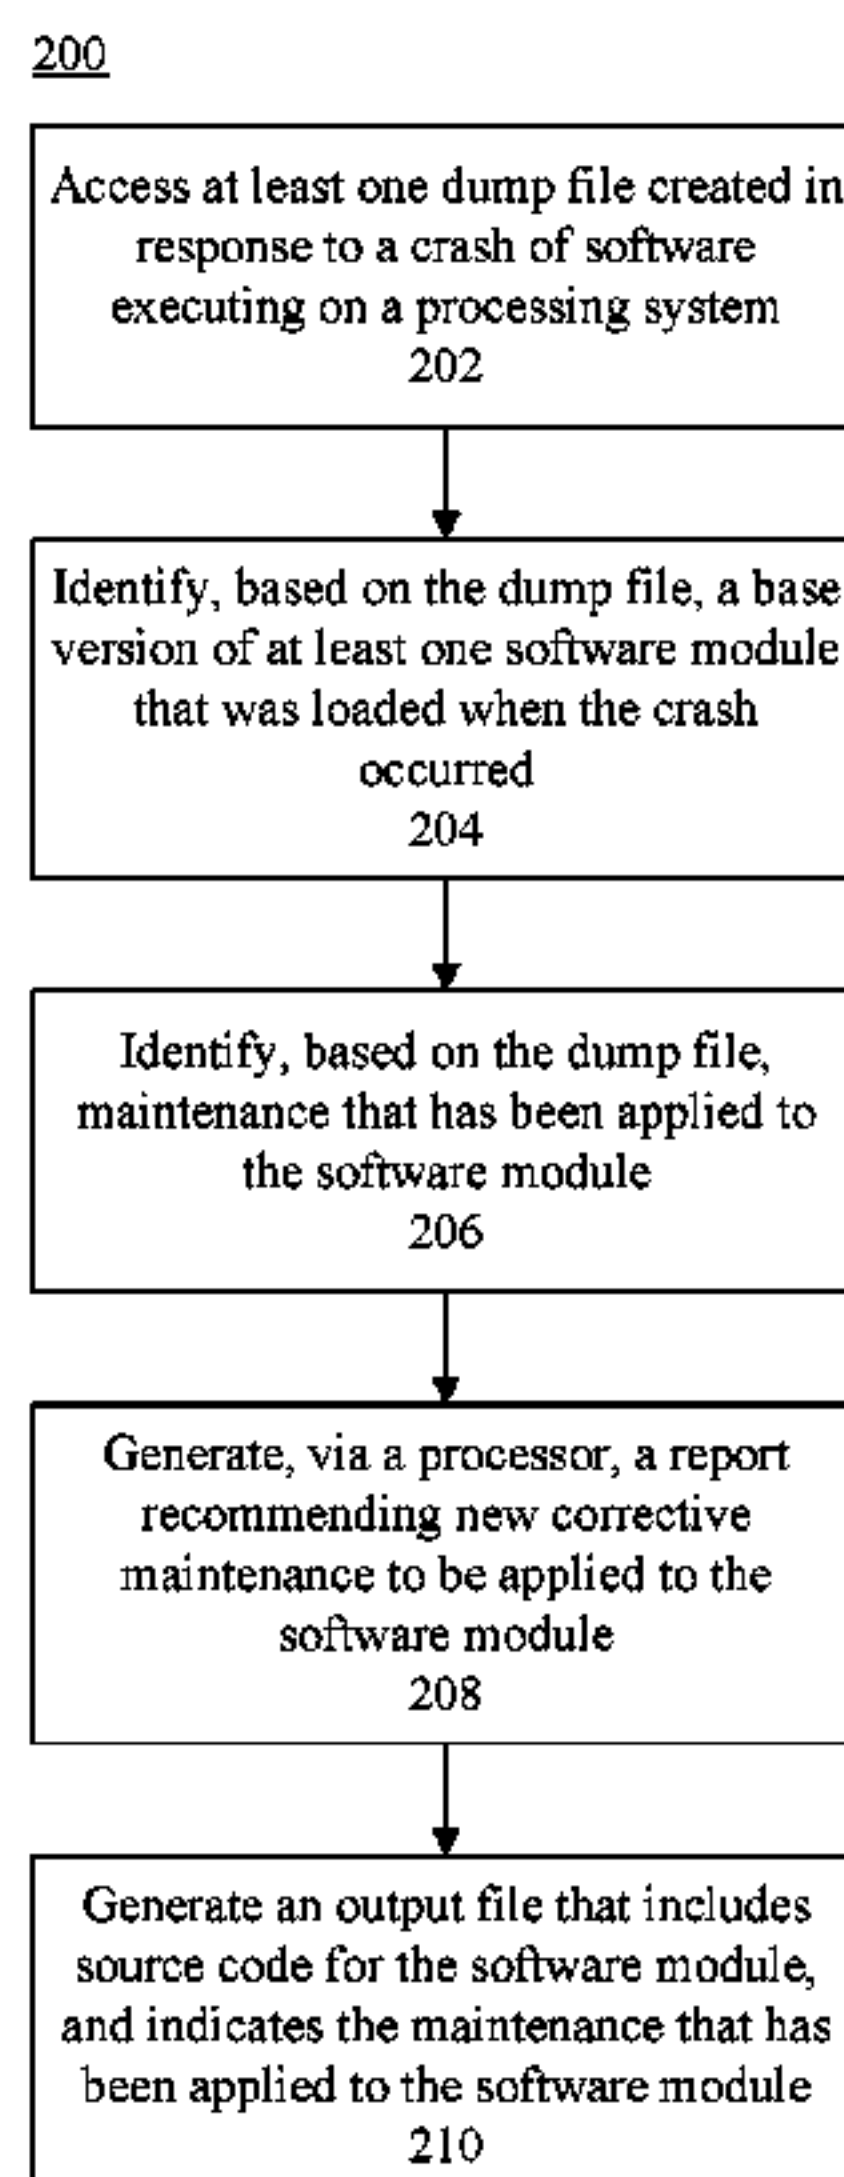 200
Access at least one dump file created in
response to a crash of software
executing on a processing system
202
Identify, based on the dump file, a base
version of at least one software module
that was loaded when the crash
occurred
204
Identify, based on the dump file,
maintenance that has been applied to
the software module
206
Generate, via a processor, a report
recommending new corrective
maintenance to be applied to the
software module
208
Generate an output file that includes
source code for the software module,
and indicates the maintenance that has
been applied to the software module
210